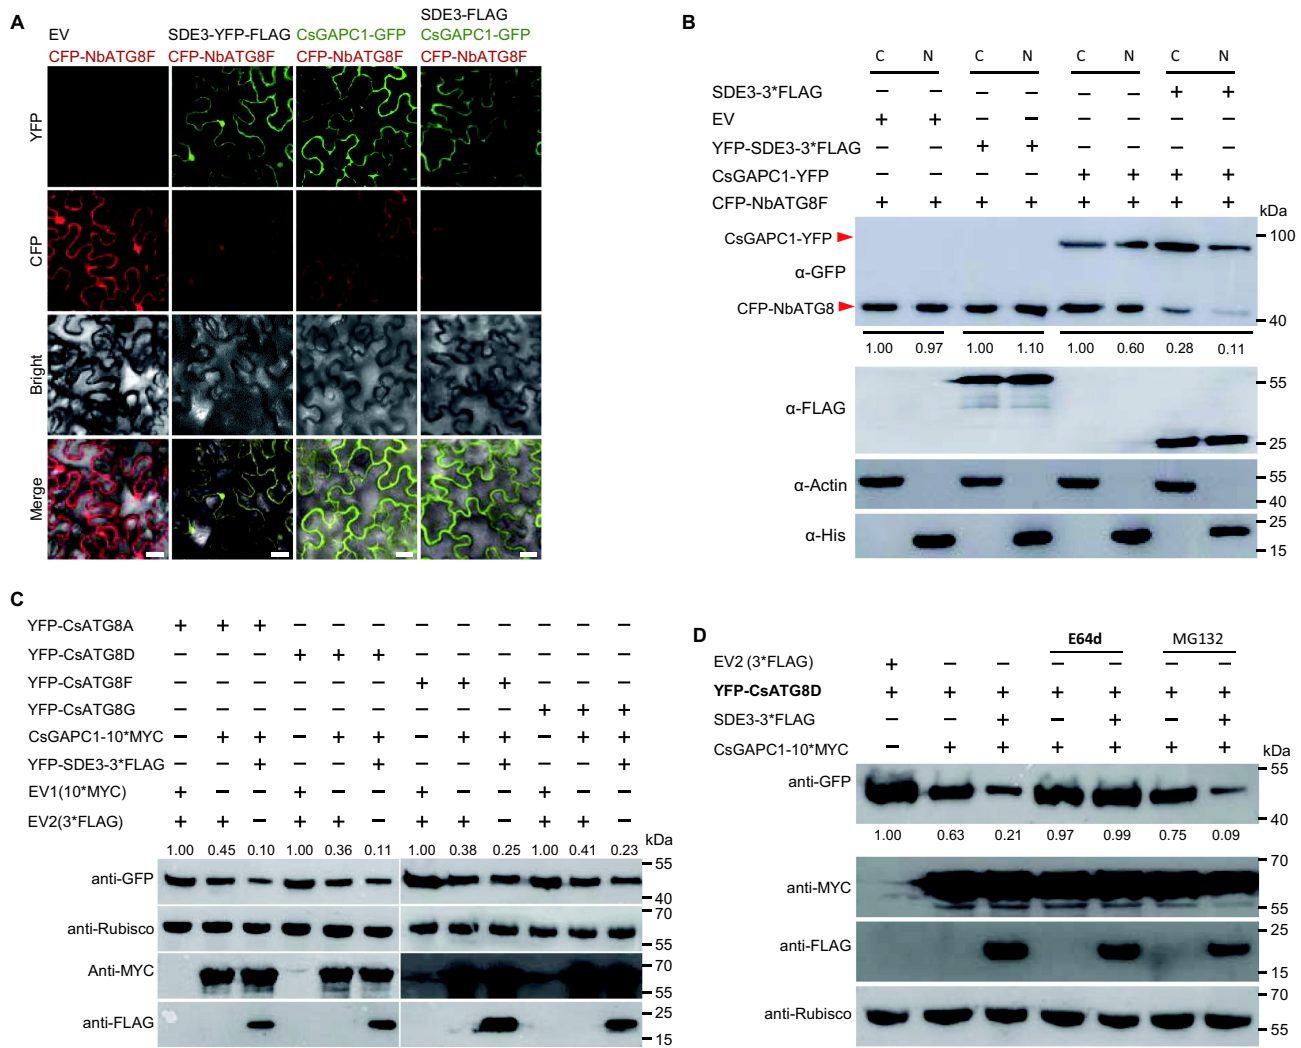 A
EV
CFP-NbATG8F
SDE3-YFP-FLAG
CFP-NbATG8F
CsGAPC1-GFP
CFP-NbATG8F
SDE3-FLAG
CsGAPC1-GFP
CFP-NbATG8F
YFP
CFP
Bright
Merge
B
C N C N C N C N
SDE3-3*FLAG − − − − − − + +
EV + + − − − − − −
YFP-SDE3-3*FLAG − − + + − − − −
CsGAPC1-YFP − − − − + + + +
CFP-NbATG8F + + + + + + + +
kDa
CsGAPC1-YFP 100
α-GFP
CFP-NbATG8 40
1.00 0.97 1.00 1.10 1.00 0.60 0.28 0.11
55
α-FLAG
25
α-Actin 55
40
α-His 25
15
C
YFP-CsATG8A + + + − − − − − − − − −
YFP-CsATG8D − − − + + + − − − − − −
YFP-CsATG8F − − − − − − + + + − − −
YFP-CsATG8G − − − − − − − − − + + +
CsGAPC1-10*MYC − + + − + + − + + − + +
YFP-SDE3-3*FLAG − − + − − + − − + − − +
EV1(10*MYC) + − − + − − + − − + − −
EV2(3*FLAG) + + − + + − + + − + + −
kDa
1.00 0.45 0.10 1.00 0.36 0.11 1.00 0.38 0.25 1.00 0.41 0.23
anti-GFP 55
40
anti-Rubisco 70
55
Anti-MYC 70
55
anti-FLAG 25
15
D
E64d MG132
EV2 (3*FLAG) + − − − − − −
YFP-CsATG8D + + + + + + +
SDE3-3*FLAG − − + − + − +
CsGAPC1-10*MYC − + + + + + +
kDa
anti-GFP 55
40
1.00 0.63 0.21 0.97 0.99 0.75 0.09
anti-MYC 70
55
anti-FLAG 25
15
anti-Rubisco 70
55